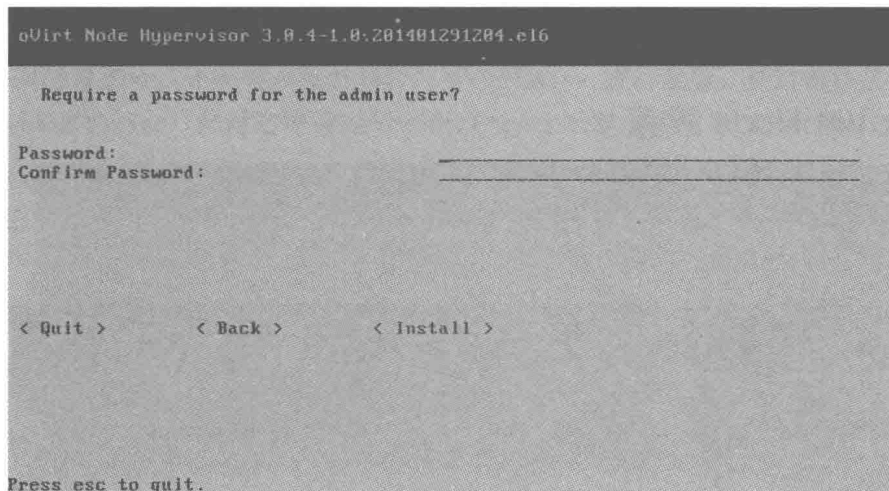 oVirt Node Hypervisor 3.0.4-1.0.201401291204.el6
Require a password for the admin user?
Password:
Confirm Password:
< Quit > < Back > < Install >
Press esc to quit.